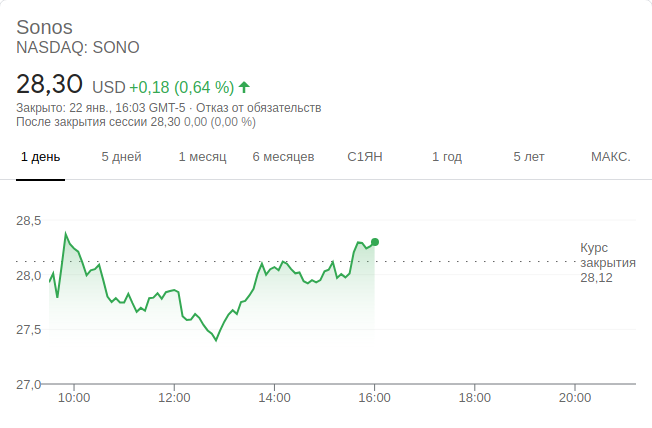 Sonos
NASDAQ: SONO
28,30 USD +0,18 (0,64 %)
Закрыто: 22 янв., 16:03 GMT-5 · Отказ от обязательств
После закрытия сессии 28,30 0,00 (0,00 %)
1 день 5 дней 1 месяц 6 месяцев С1ЯН 1 год 5 лет МАКС.
28,5
Курс
закрытия
28,12
28,0
27,5
27,0
10:00 12:00 14:00 16:00 18:00 20:00